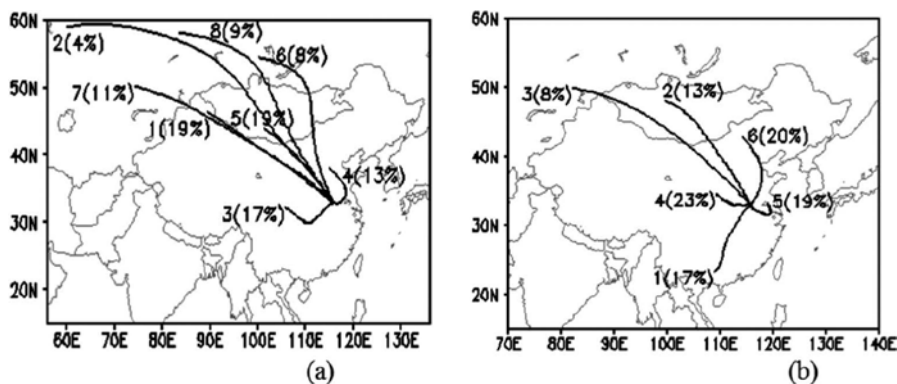 60N
50N
40N
30N
20N
60E 70E 80E 90E 100E 110E 120E 130E
2(4%)
8(9%)
6(8%)
7(11%)
1(19%)
5(19%)
4(13%)
3(17%)
(a)
60N
50N
40N
30N
20N
70E 80E 90E 100E 110E 120E 130E 140E
3(8%)
2(13%)
6(20%)
4(23%)
5(19%)
1(17%)
(b)